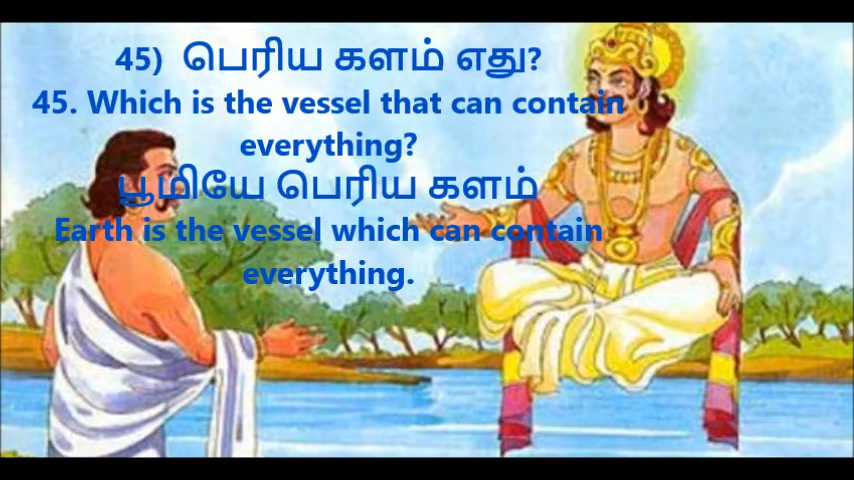 45) பெரிய களம் எது?
45. Which is the vessel that can contain
everything?
பூமியே பெரிய களம்
Earth is the vessel which can contain
everything.